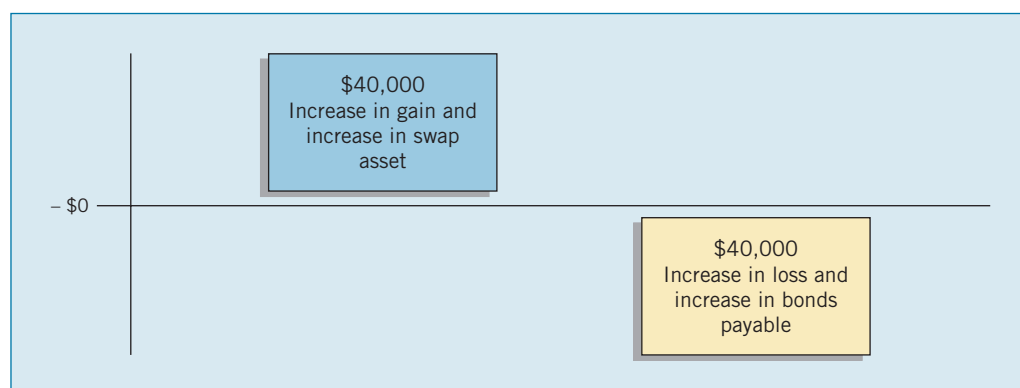 $40,000
Increase in gain and
increase in swap
asset
– $0
$40,000
Increase in loss and
increase in bonds
payable